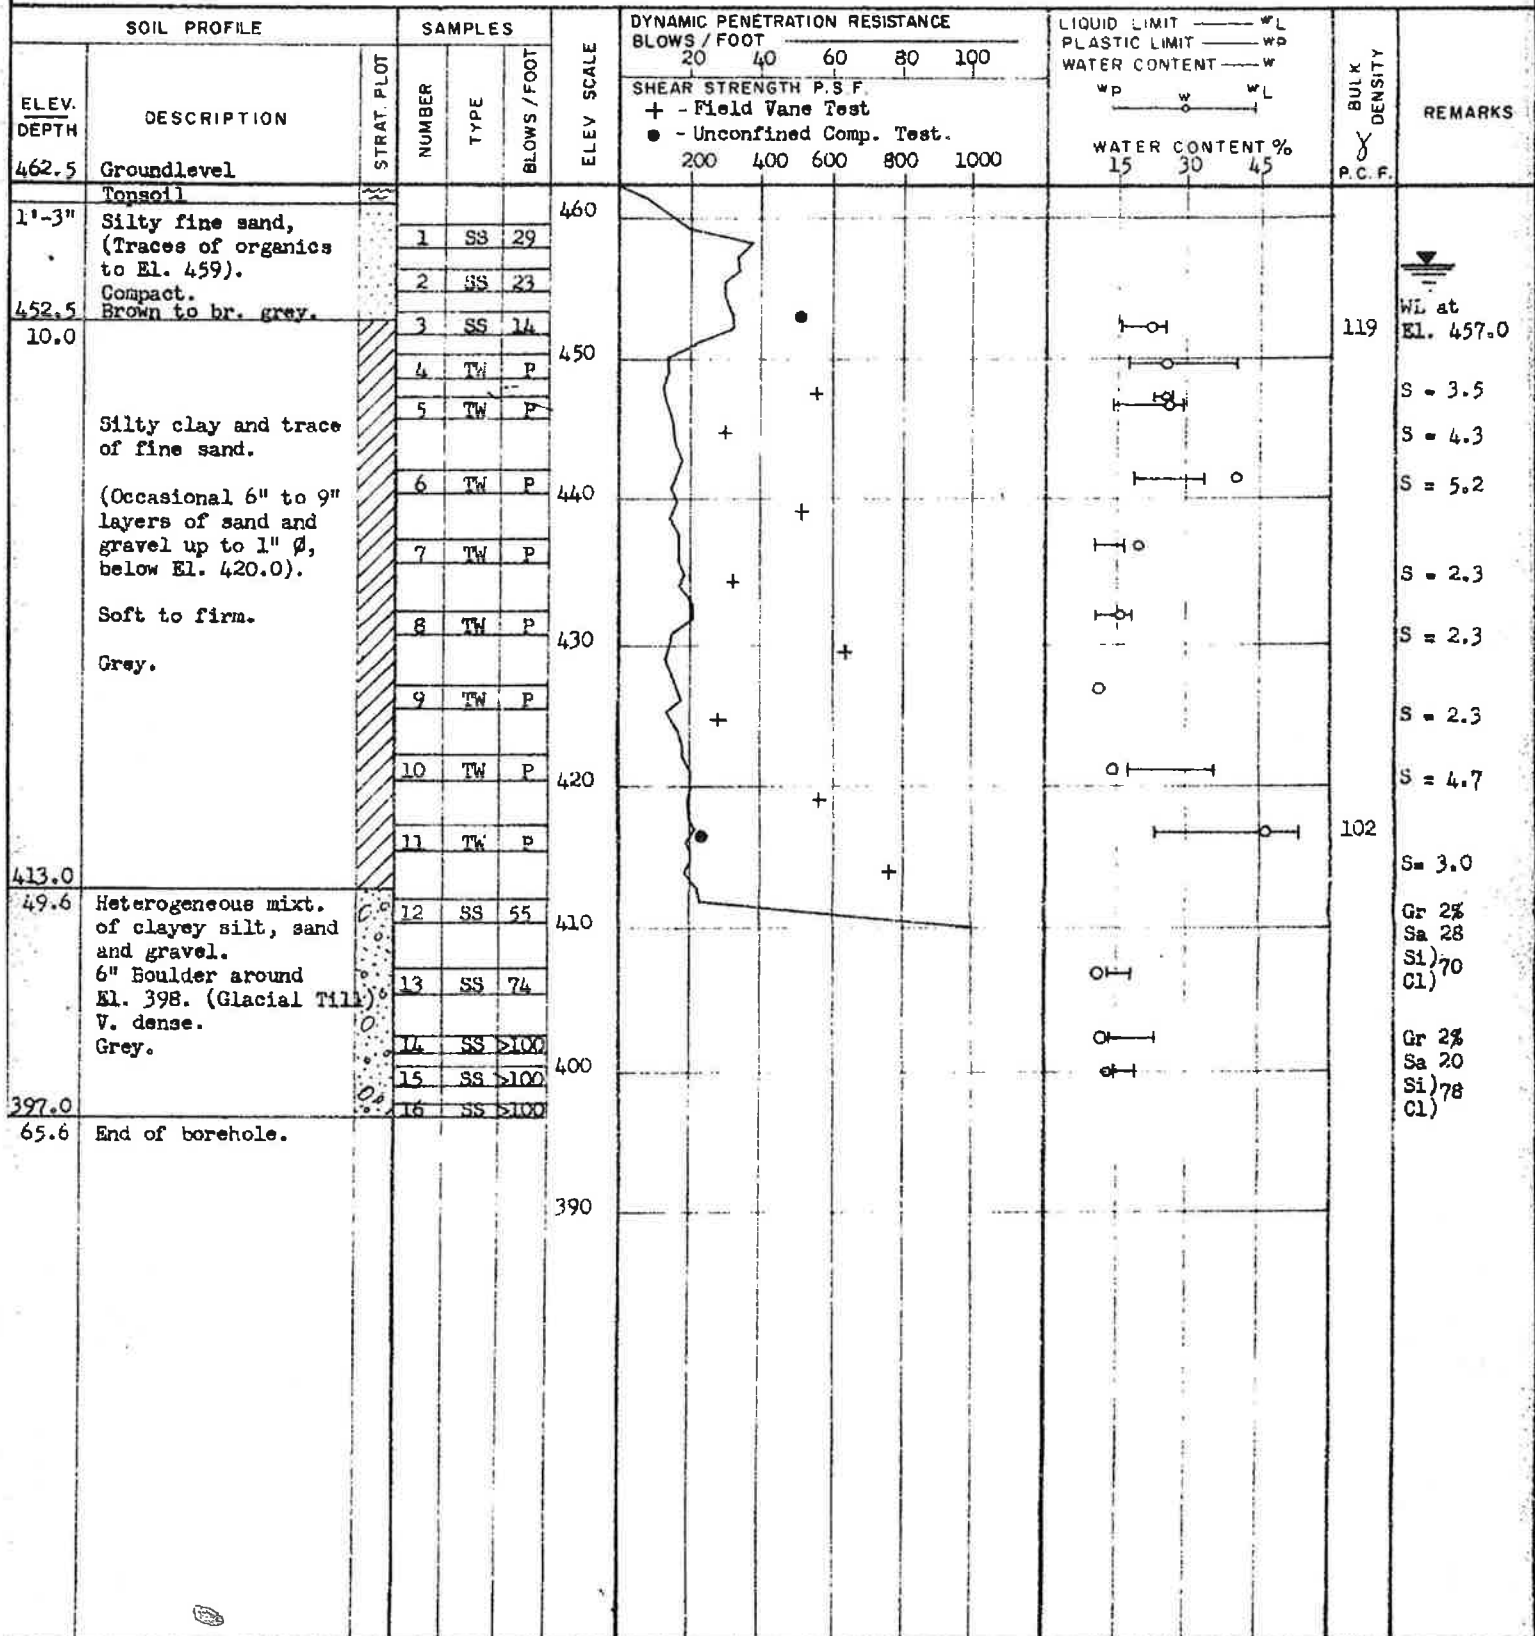 SOIL PROFILE
SAMPLES
DYNAMIC PENETRATION RESISTANCE
BLOWS / FOOT
20 40 60 80 100
SHEAR STRENGTH P.S.F.
+ - Field Vane Test
● - Unconfined Comp. Test.
200 400 600 800 1000
LIQUID LIMIT —— wL
PLASTIC LIMIT —— wP
WATER CONTENT —— w
wP w wL
WATER CONTENT %
15 30 45
BULK DENSITY
γ
P.C.F.
REMARKS
ELEV.
DEPTH
DESCRIPTION
STRAT. PLOT
NUMBER
TYPE
BLOWS / FOOT
ELEV SCALE
462.5 Groundlevel
Topsoil
1'-3" Silty fine sand,
(Traces of organics
to El. 459).
Compact.
452.5 Brown to br. grey.
10.0
Silty clay and trace
of fine sand.
(Occasional 6" to 9"
layers of sand and
gravel up to 1" Ø,
below El. 420.0).
Soft to firm.
Grey.
413.0
49.6 Heterogeneous mixt.
of clayey silt, sand
and gravel.
6" Boulder around
El. 398. (Glacial Till)
V. dense.
Grey.
397.0
65.6 End of borehole.
1 SS 29
2 SS 23
3 SS 14
4 TW P
5 TW P
6 TW P
7 TW P
8 TW P
9 TW P
10 TW P
11 TW P
12 SS 55
13 SS 74
14 SS >100
15 SS >100
16 SS >100
460
450
440
430
420
410
400
390
119
102
WL at
El. 457.0
S = 3.5
S = 4.3
S = 5.2
S = 2.3
S = 2.3
S = 2.3
S = 4.7
S= 3.0
Gr 2%
Sa 28
Si) 70
Cl)
Gr 2%
Sa 20
Si) 78
Cl)